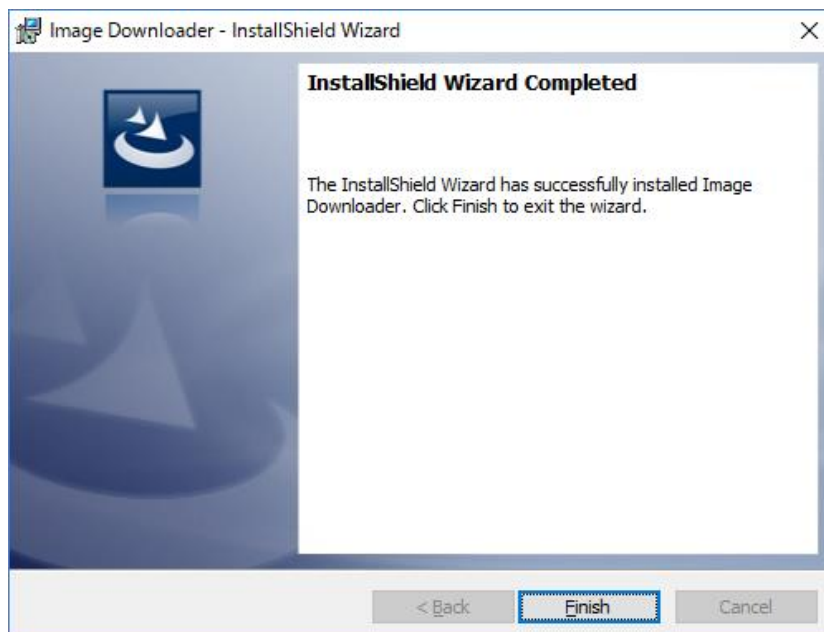 Image Downloader - InstallShield Wizard
InstallShield Wizard Completed
The InstallShield Wizard has successfully installed Image
Downloader. Click Finish to exit the wizard.
< Back
Finish
Cancel